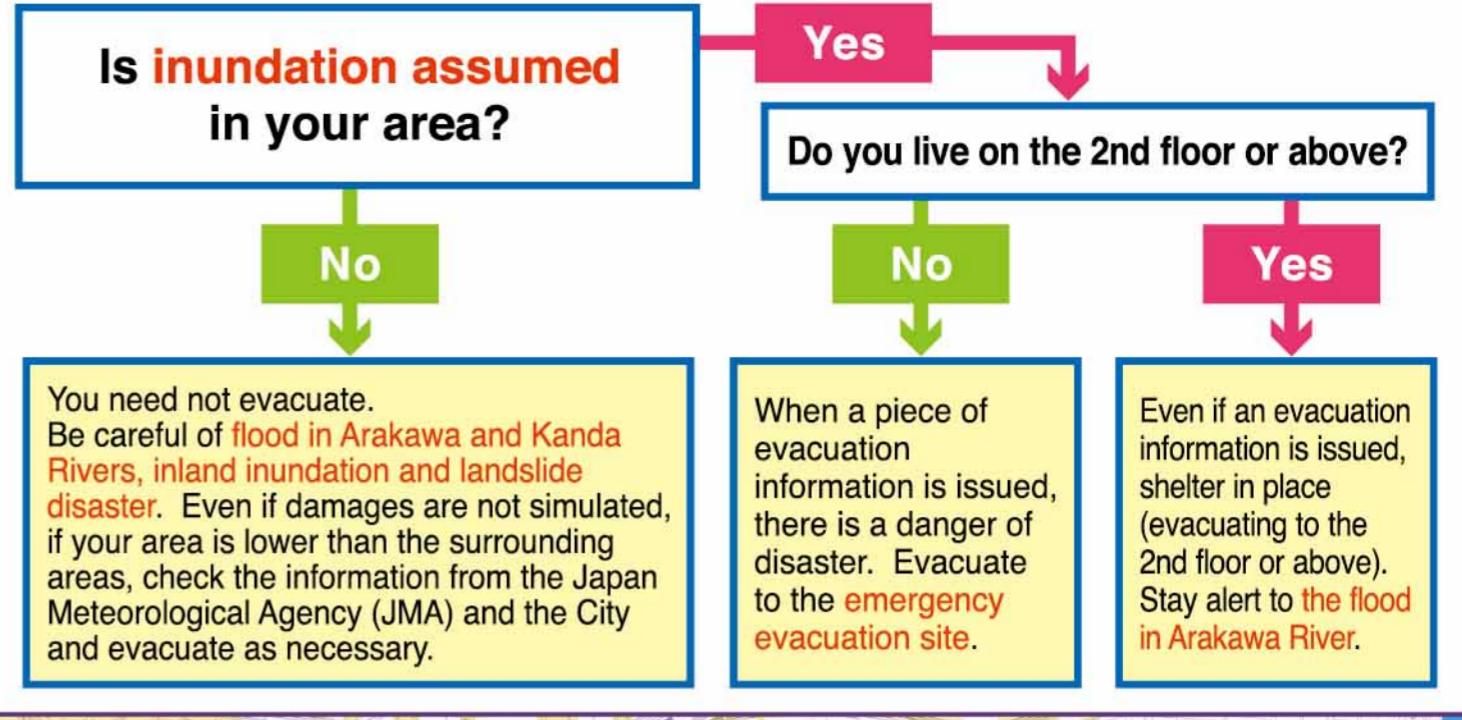 Is inundation assumed
in your area?
Yes
Do you live on the 2nd floor or above?
No
No
Yes
You need not evacuate.
Be careful of flood in Arakawa and Kanda
Rivers, inland inundation and landslide
disaster. Even if damages are not simulated,
if your area is lower than the surrounding
areas, check the information from the Japan
Meteorological Agency (JMA) and the City
and evacuate as necessary.
When a piece of
evacuation
information is issued,
there is a danger of
disaster. Evacuate
to the emergency
evacuation site.
Even if an evacuation
information is issued,
shelter in place
(evacuating to the
2nd floor or above).
Stay alert to the flood
in Arakawa River.